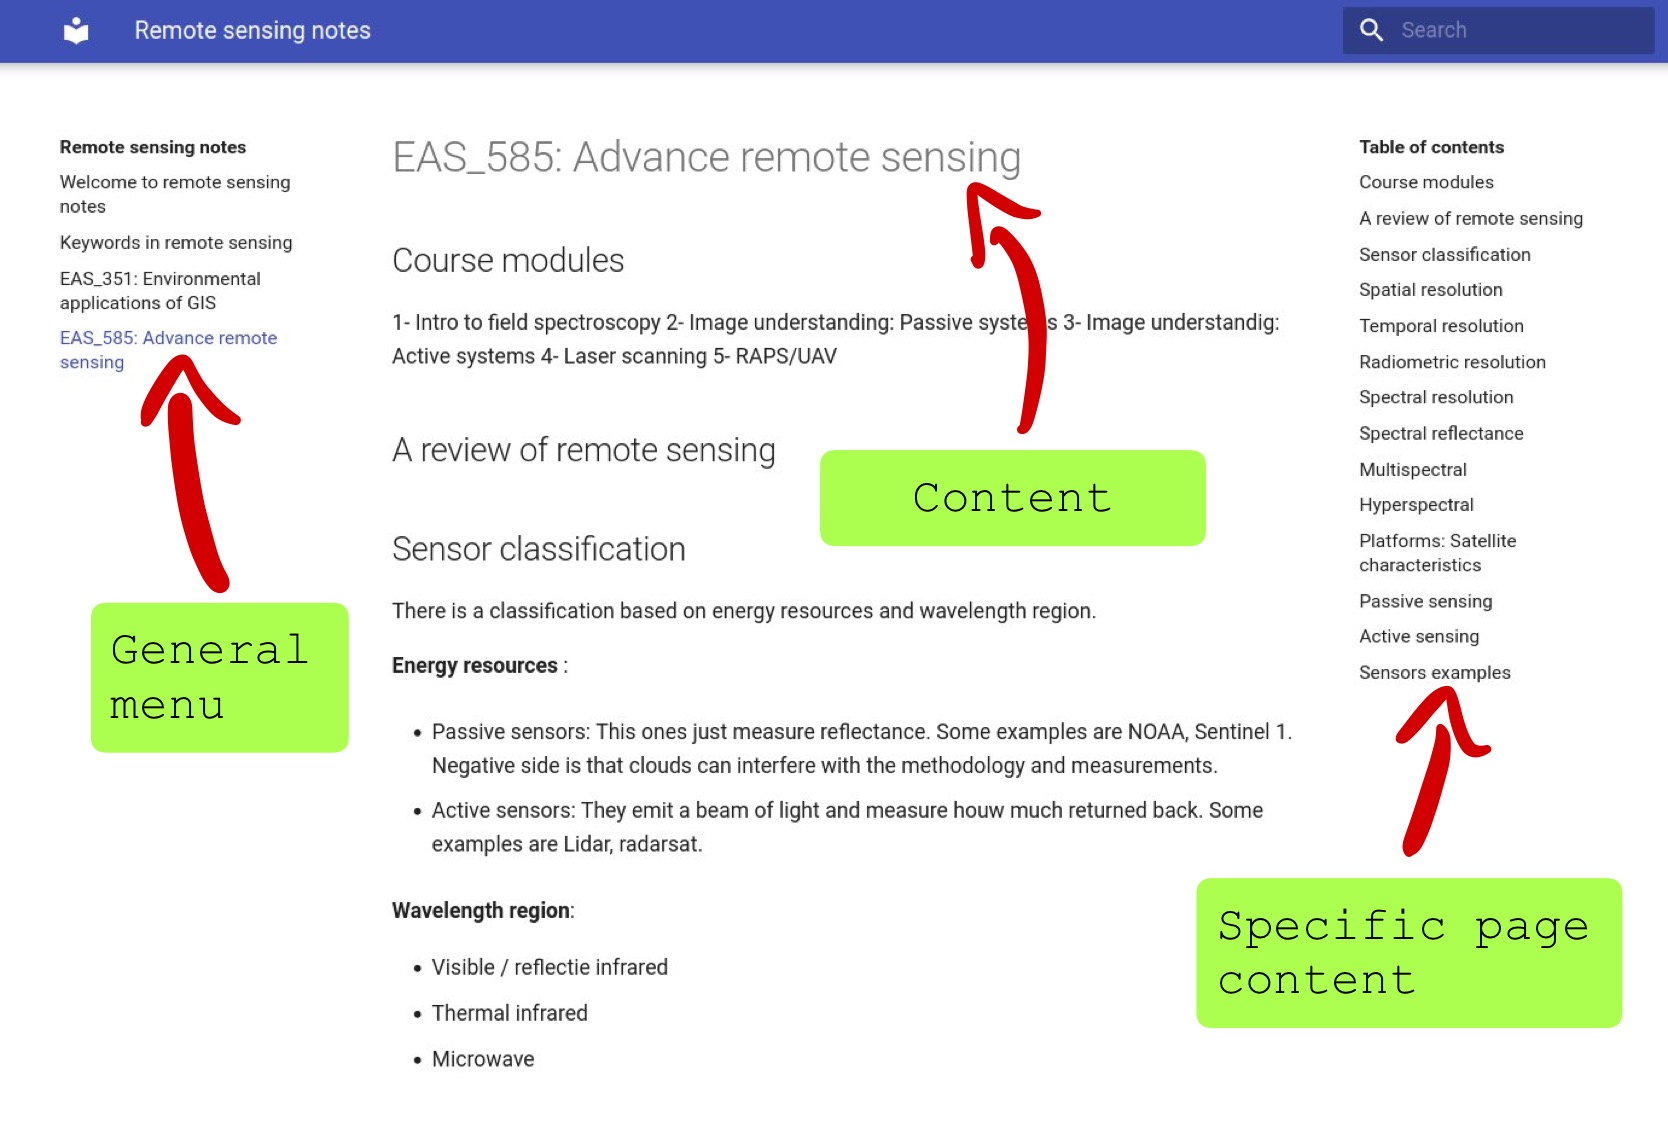 Remote sensing notes
Search
Remote sensing notes
Welcome to remote sensing
notes
Keywords in remote sensing
EAS_351: Environmental
applications of GIS
EAS_585: Advance remote
sensing
General
menu
EAS_585: Advance remote sensing
Course modules
1- Intro to field spectroscopy 2- Image understanding: Passive syste s 3- Image understandig:
Active systems 4- Laser scanning 5- RAPS/UAV
A review of remote sensing
Content
Sensor classification
There is a classification based on energy resources and wavelength region.
Energy resources :
• Passive sensors: This ones just measure reflectance. Some examples are NOAA, Sentinel 1.
Negative side is that clouds can interfere with the methodology and measurements.
• Active sensors: They emit a beam of light and measure houw much returned back. Some
examples are Lidar, radarsat.
Wavelength region:
• Visible / reflectie infrared
• Thermal infrared
• Microwave
Table of contents
Course modules
A review of remote sensing
Sensor classification
Spatial resolution
Temporal resolution
Radiometric resolution
Spectral resolution
Spectral reflectance
Multispectral
Hyperspectral
Platforms: Satellite
characteristics
Passive sensing
Active sensing
Sensors examples
Specific page
content